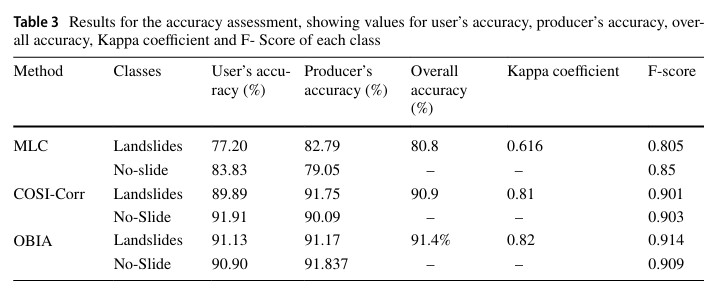 Table 3 Results for the accuracy assessment, showing values for user's accuracy, producer's accuracy, over-
all accuracy, Kappa coefficient and F- Score of each class
Method Classes User's accu- Producer's Overall Kappa coefficient F-score
racy (%) accuracy (%) accuracy
(%)
MLC Landslides 77.20 82.79 80.8 0.616 0.805
No-slide 83.83 79.05 – – 0.85
COSI-Corr Landslides 89.89 91.75 90.9 0.81 0.901
No-Slide 91.91 90.09 – – 0.903
OBIA Landslides 91.13 91.17 91.4% 0.82 0.914
No-Slide 90.90 91.837 – – 0.909